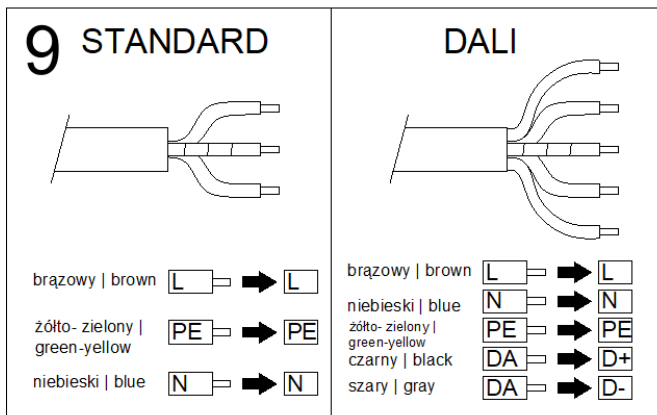 9 STANDARD
brązowy | brown L L
żółto- zielony |
green-yellow PE PE
niebieski | blue N N
DALI
brązowy | brown L L
niebieski | blue N N
żółto- zielony |
green-yellow PE PE
czarny | black DA D+
szary | gray DA D-